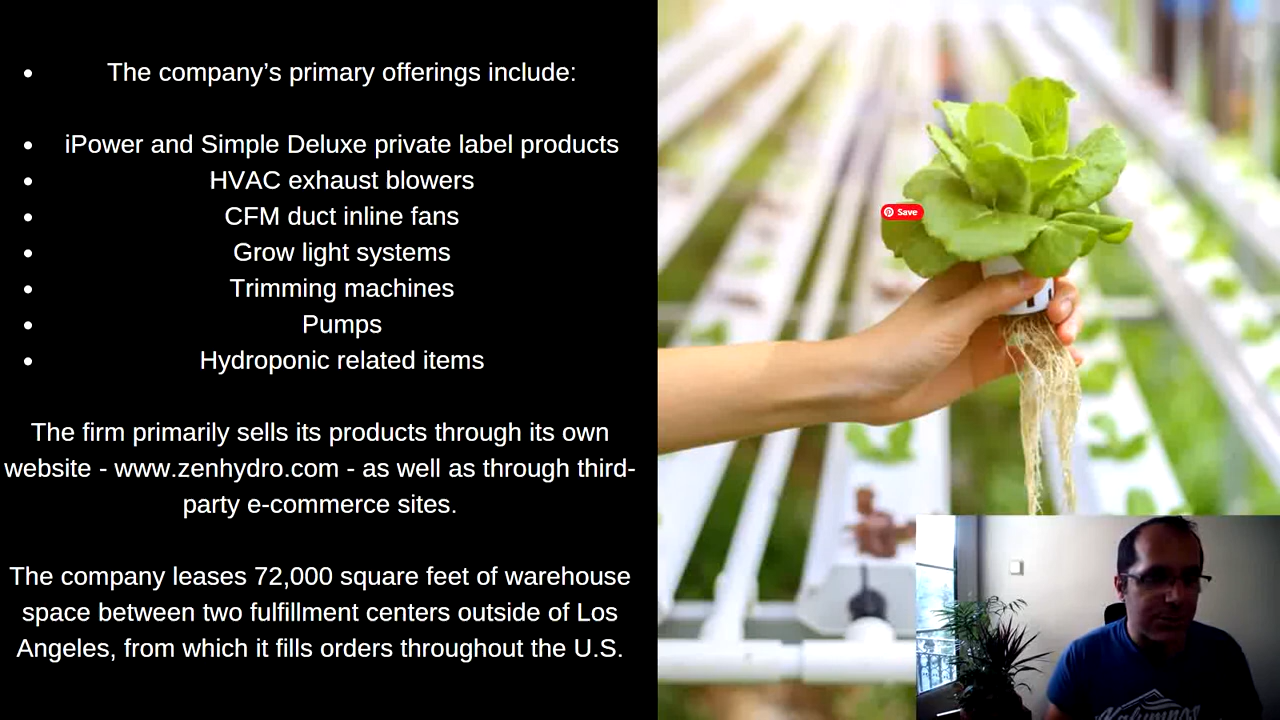 The company’s primary offerings include:
iPower and Simple Deluxe private label products
HVAC exhaust blowers
CFM duct inline fans
Grow light systems
Trimming machines
Pumps
Hydroponic related items
The firm primarily sells its products through its own
website - www.zenhydro.com - as well as through third-
party e-commerce sites.
The company leases 72,000 square feet of warehouse
space between two fulfillment centers outside of Los
Angeles, from which it fills orders throughout the U.S.
Save